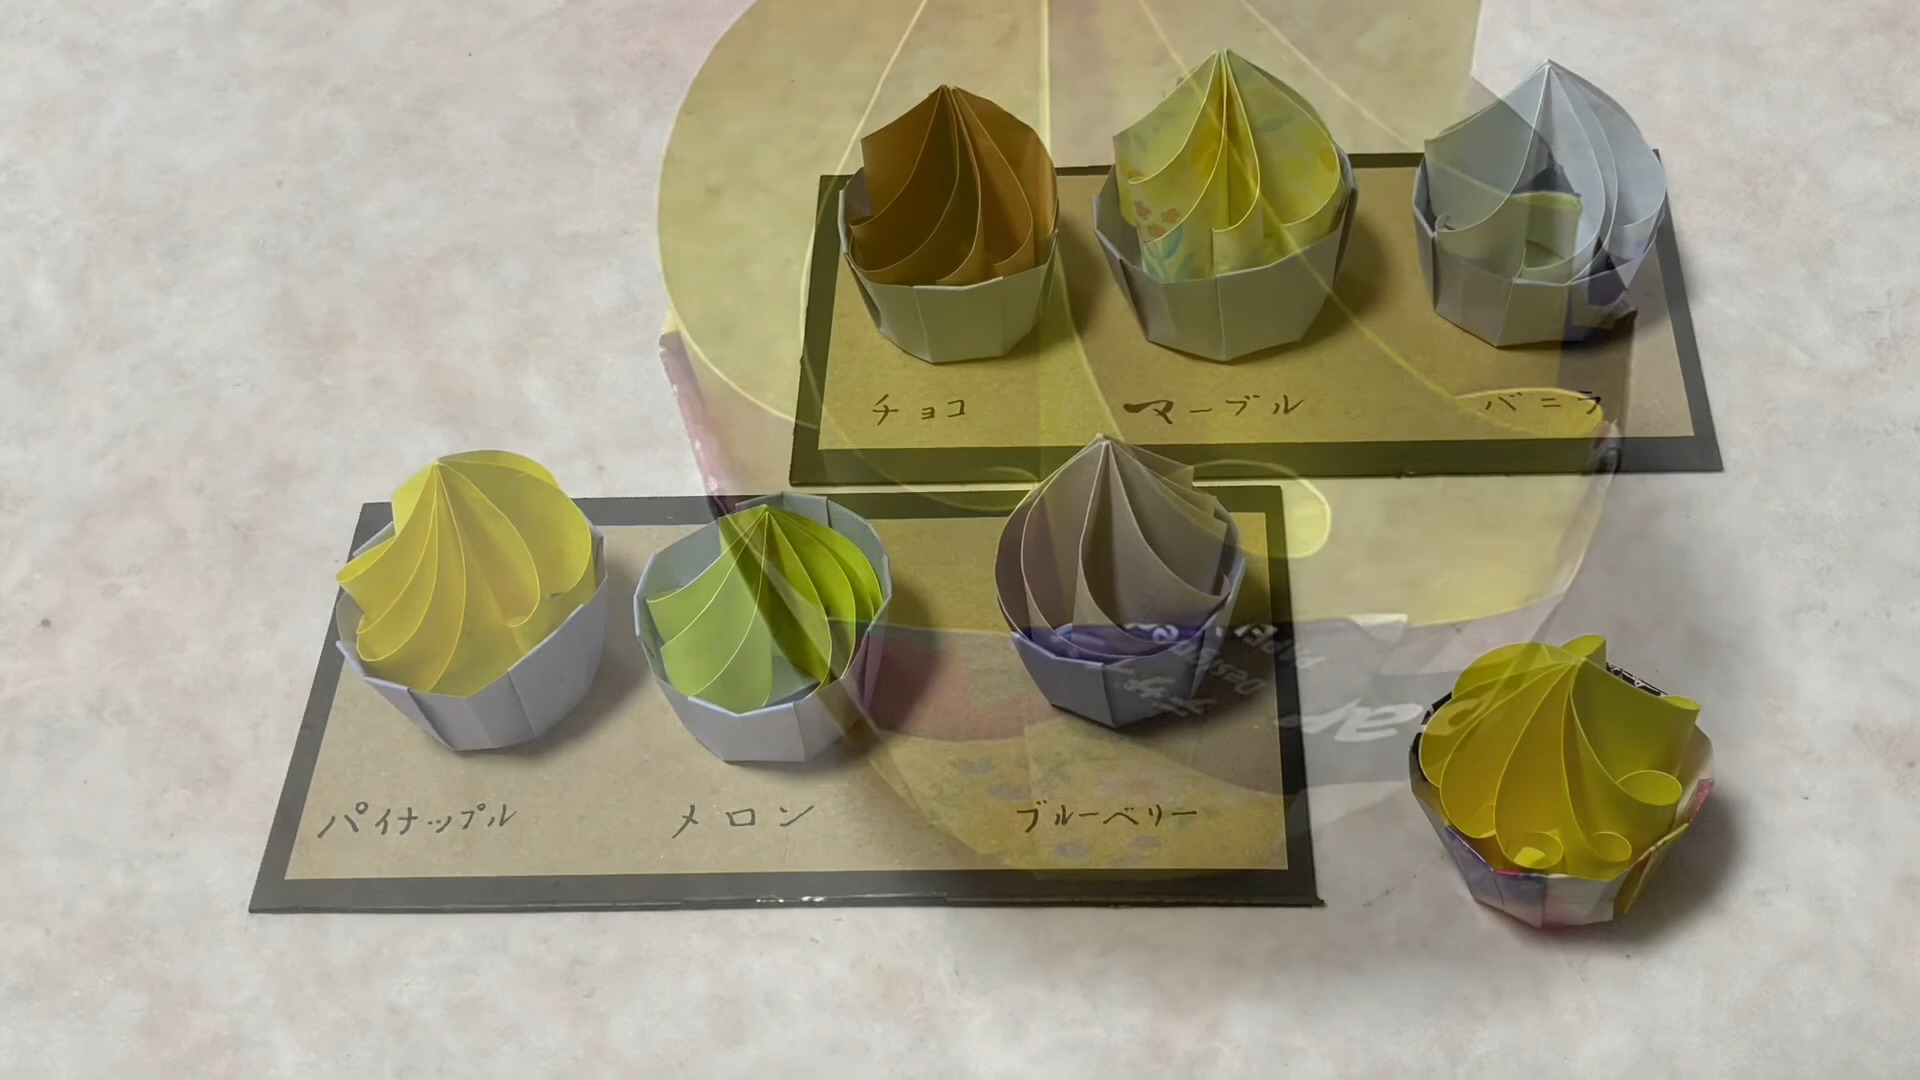 チョコ
マーブル
バニラ
パイナップル
メロン
ブルーベリー